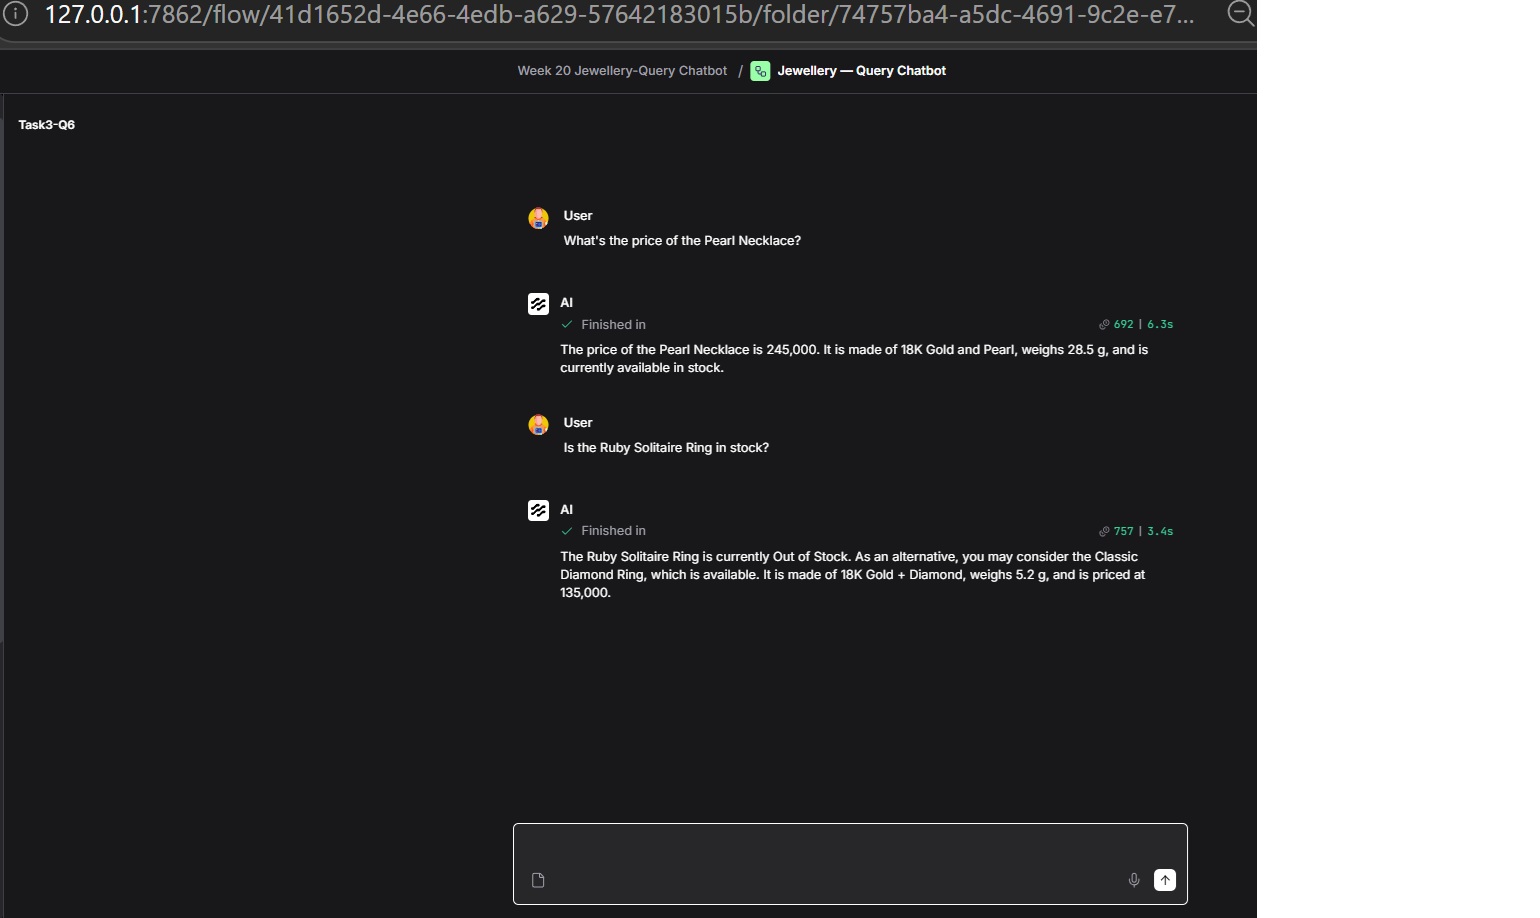 127.0.0.1:7862/flow/41d1652d-4e66-4edb-a629-57642183015b/folder/74757ba4-a5dc-4691-9c2e-e7...
Week 20 Jewellery-Query Chatbot / Jewellery — Query Chatbot
Task3-Q6
User
What's the price of the Pearl Necklace?
AI
Finished in 692 | 6.3s
The price of the Pearl Necklace is 245,000. It is made of 18K Gold and Pearl, weighs 28.5 g, and is
currently available in stock.
User
Is the Ruby Solitaire Ring in stock?
AI
Finished in 757 | 3.4s
The Ruby Solitaire Ring is currently Out of Stock. As an alternative, you may consider the Classic
Diamond Ring, which is available. It is made of 18K Gold + Diamond, weighs 5.2 g, and is priced at
135,000.